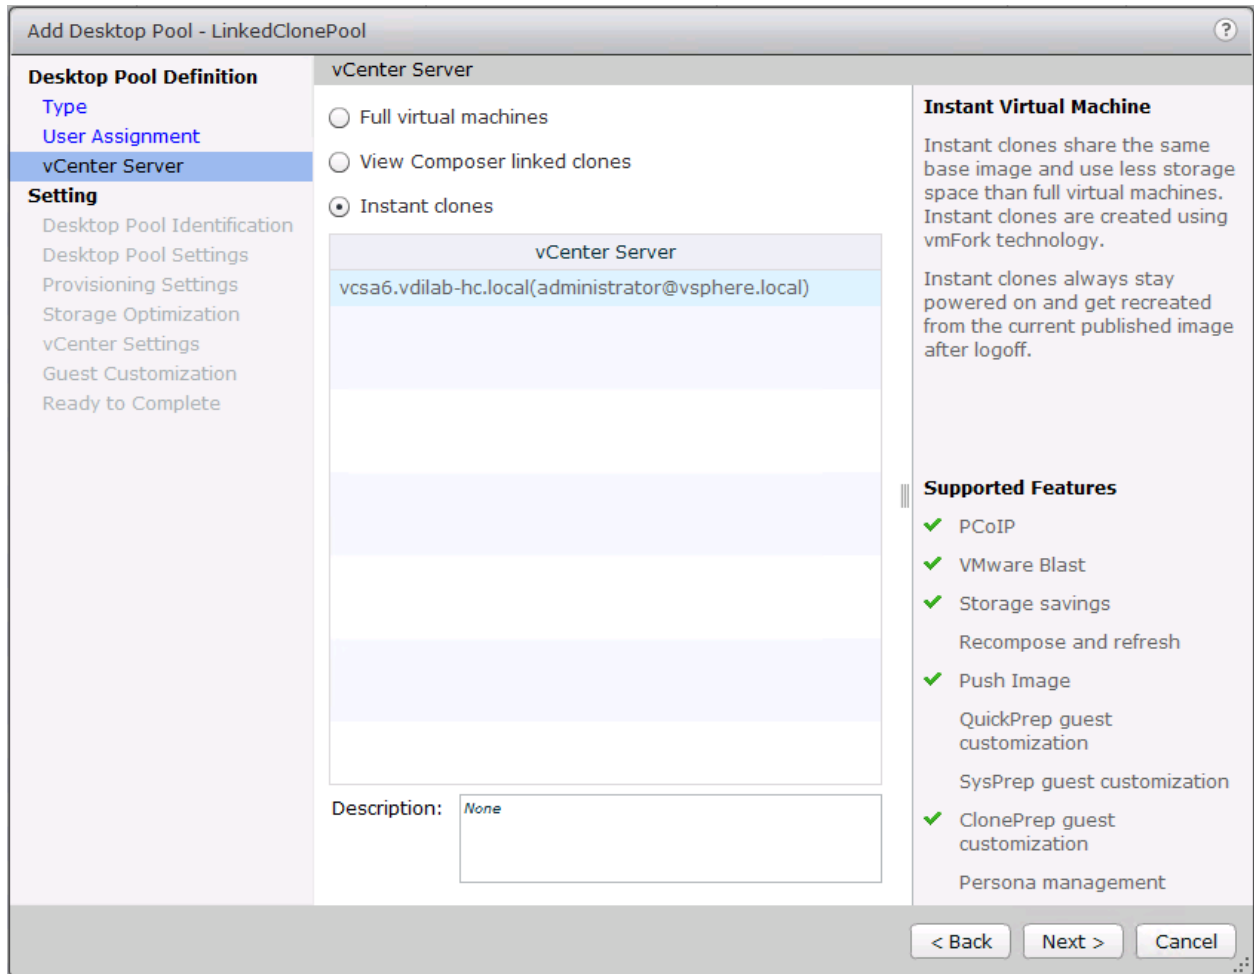 Add Desktop Pool - LinkedClonePool
?
Desktop Pool Definition
Type
User Assignment
vCenter Server
Setting
Desktop Pool Identification
Desktop Pool Settings
Provisioning Settings
Storage Optimization
vCenter Settings
Guest Customization
Ready to Complete
vCenter Server
Full virtual machines
View Composer linked clones
Instant clones
vCenter Server
vcsa6.vdilab-hc.local(administrator@vsphere.local)
Description:
None
Instant Virtual Machine
Instant clones share the same
base image and use less storage
space than full virtual machines.
Instant clones are created using
vmFork technology.
Instant clones always stay
powered on and get recreated
from the current published image
after logoff.
Supported Features
PCoIP
VMware Blast
Storage savings
Recompose and refresh
Push Image
QuickPrep guest
customization
SysPrep guest customization
ClonePrep guest
customization
Persona management
< Back
Next >
Cancel